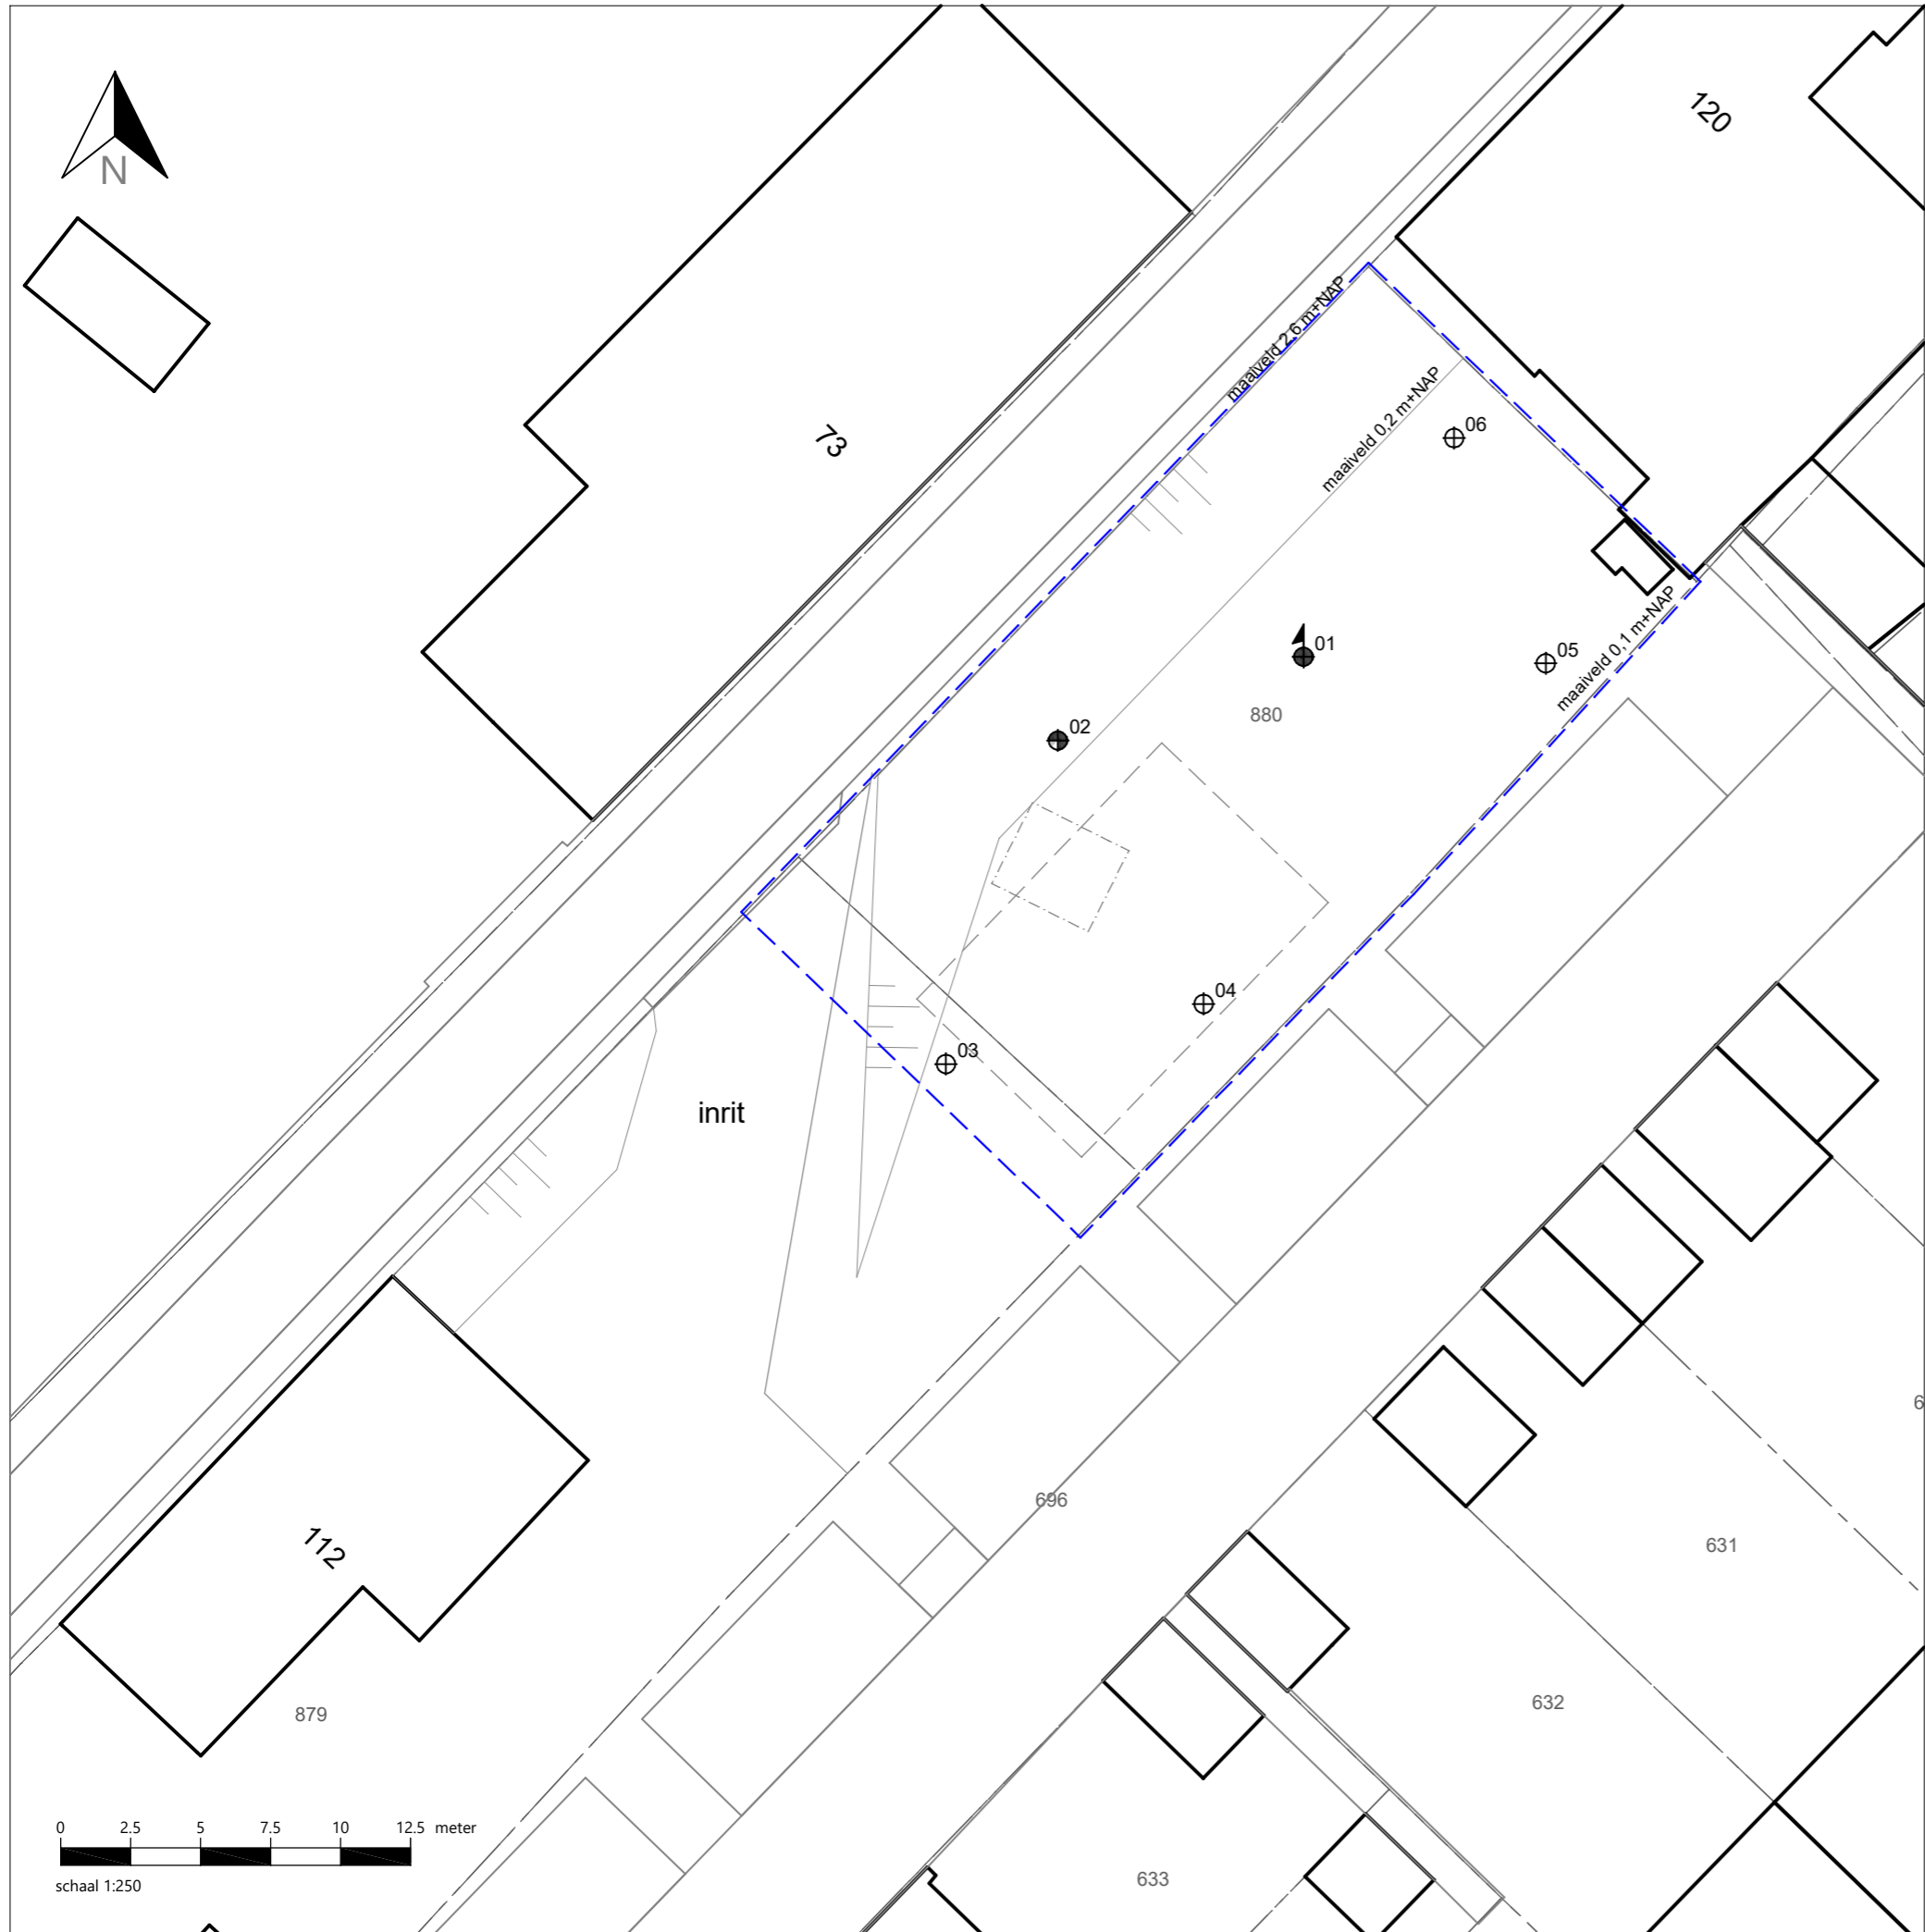 120
N
maaiveld 2,6 m+NAP
maaiveld 0,2 m+NAP
73
06
01
05
maaiveld 0,1 m+NAP
880
02
04
03
inrit
6
696
112
631
632
879
0 2.5 5 7.5 10 12.5 meter
schaal 1:250
633